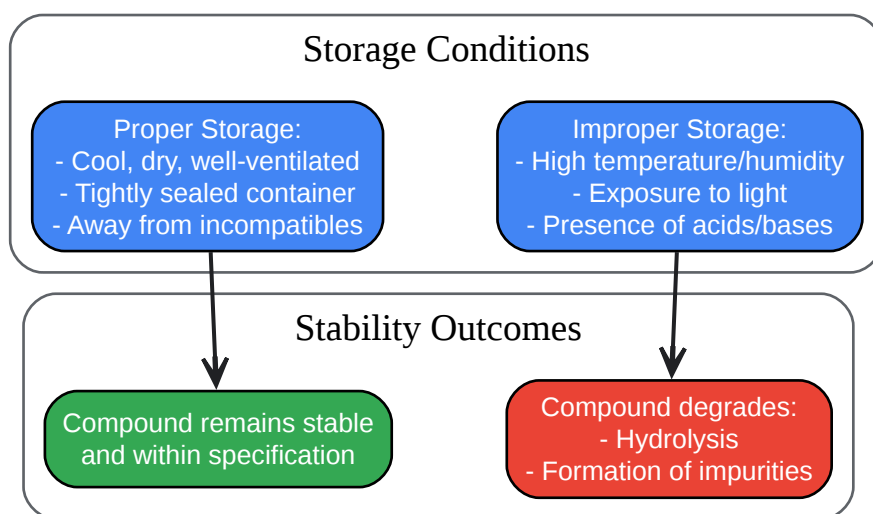 Storage Conditions
Proper Storage:
- Cool, dry, well-ventilated
- Tightly sealed container
- Away from incompatibles
Improper Storage:
- High temperature/humidity
- Exposure to light
- Presence of acids/bases
Stability Outcomes
Compound remains stable
and within specification
Compound degrades:
- Hydrolysis
- Formation of impurities